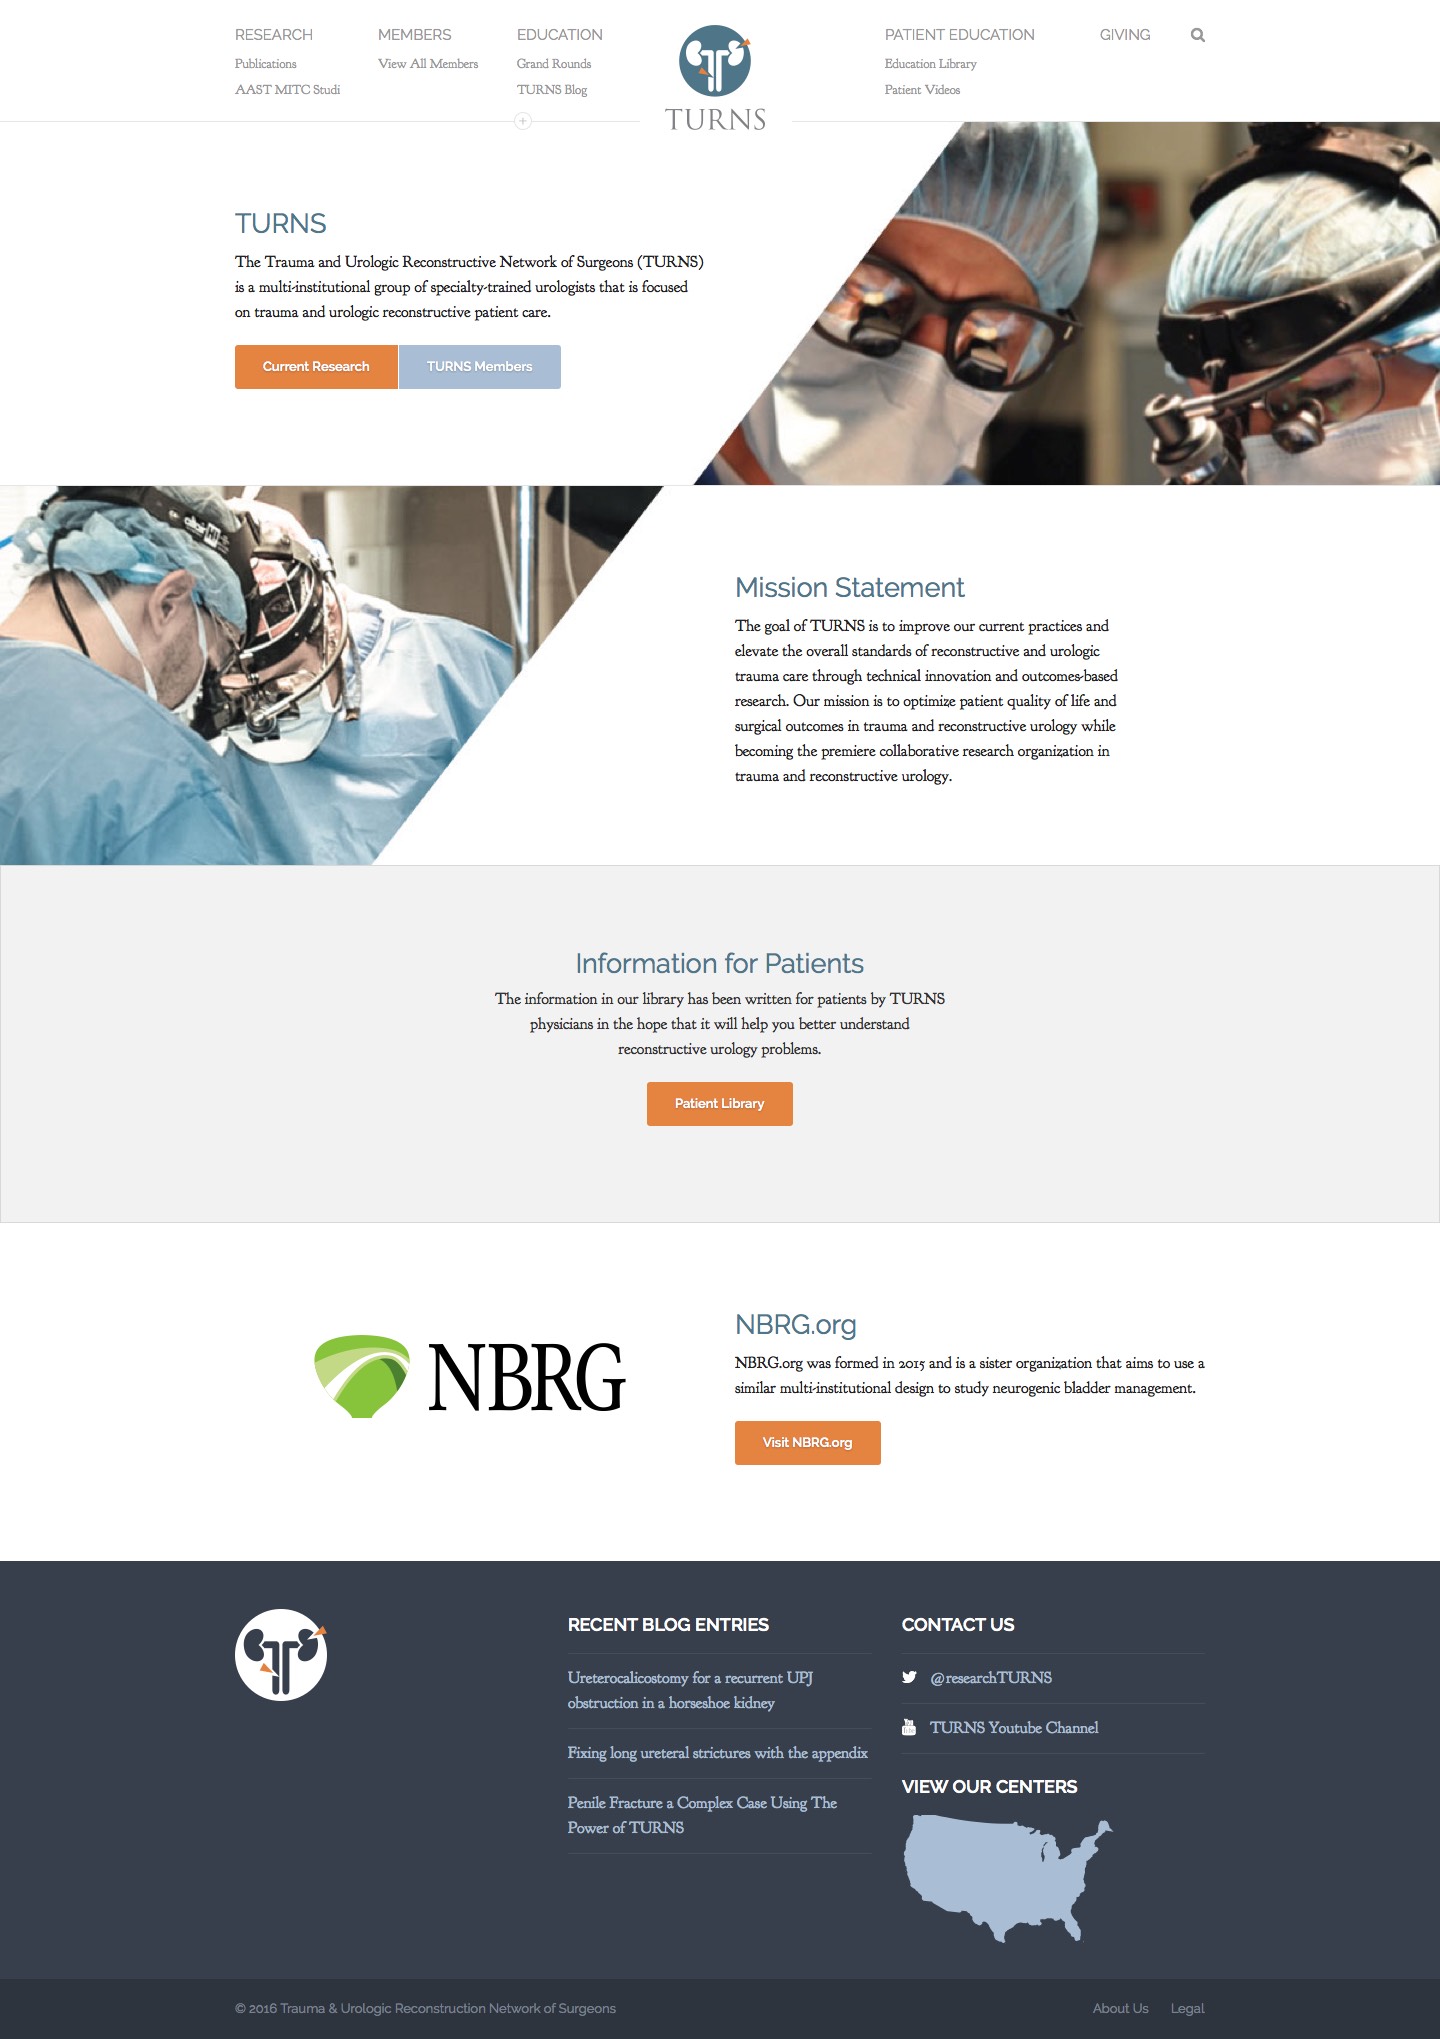 RESEARCH
Publications
AAST MITC Studi
MEMBERS
View All Members
EDUCATION
Grand Rounds
TURNS Blog
TURNS
PATIENT EDUCATION
Education Library
Patient Videos
GIVING
TURNS
The Trauma and Urologic Reconstructive Network of Surgeons (TURNS)
is a multi-institutional group of specialty-trained urologists that is focused
on trauma and urologic reconstructive patient care.
Current Research
TURNS Members
Mission Statement
The goal of TURNS is to improve our current practices and
elevate the overall standards of reconstructive and urologic
trauma care through technical innovation and outcomes-based
research. Our mission is to optimize patient quality of life and
surgical outcomes in trauma and reconstructive urology while
becoming the premiere collaborative research organization in
trauma and reconstructive urology.
Information for Patients
The information in our library has been written for patients by TURNS
physicians in the hope that it will help you better understand
reconstructive urology problems.
Patient Library
NBRG
NBRG.org
NBRG.org was formed in 2015 and is a sister organization that aims to use a
similar multi-institutional design to study neurogenic bladder management.
Visit NBRG.org
RECENT BLOG ENTRIES
Ureterocalicostomy for a recurrent UPJ
obstruction in a horseshoe kidney
Fixing long ureteral strictures with the appendix
Penile Fracture a Complex Case Using The
Power of TURNS
CONTACT US
@researchTURNS
TURNS Youtube Channel
VIEW OUR CENTERS
© 2016 Trauma & Urologic Reconstruction Network of Surgeons
About Us
Legal